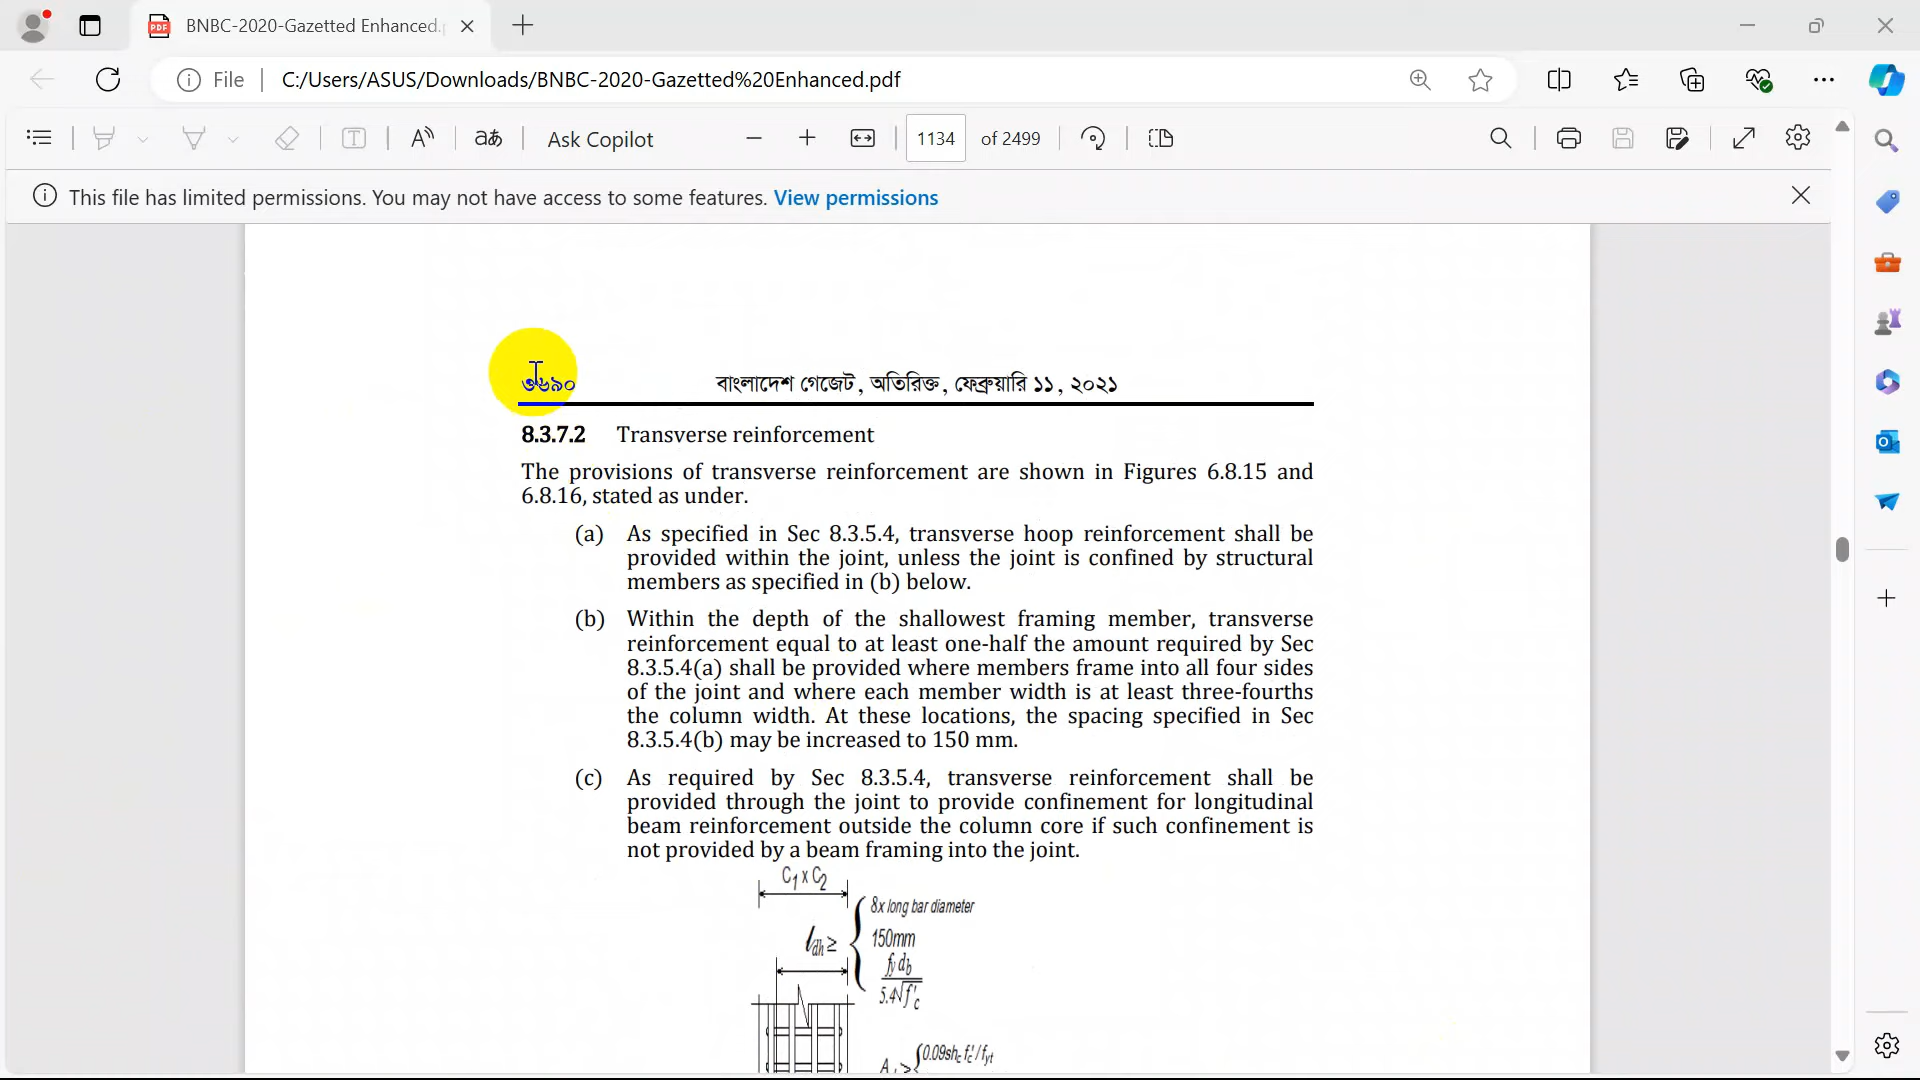 BNBC-2020-Gazetted Enhanced.
File C:/Users/ASUS/Downloads/BNBC-2020-Gazetted%20Enhanced.pdf
Ask Copilot 1134 of 2499
This file has limited permissions. You may not have access to some features. View permissions
৩৬৯০ বাংলাদেশ গেজেট, অতিরিক্ত, ফেব্রুয়ারি ১১, ২০২১
8.3.7.2 Transverse reinforcement
The provisions of transverse reinforcement are shown in Figures 6.8.15 and
6.8.16, stated as under.
(a) As specified in Sec 8.3.5.4, transverse hoop reinforcement shall be
provided within the joint, unless the joint is confined by structural
members as specified in (b) below.
(b) Within the depth of the shallowest framing member, transverse
reinforcement equal to at least one-half the amount required by Sec
8.3.5.4(a) shall be provided where members frame into all four sides
of the joint and where each member width is at least three-fourths
the column width. At these locations, the spacing specified in Sec
8.3.5.4(b) may be increased to 150 mm.
(c) As required by Sec 8.3.5.4, transverse reinforcement shall be
provided through the joint to provide confinement for longitudinal
beam reinforcement outside the column core if such confinement is
not provided by a beam framing into the joint.
C1 x C2
8x long bar diameter
ldh ≥ 150mm
fy db
5.4√f'c
0.09shc fc'/fyt